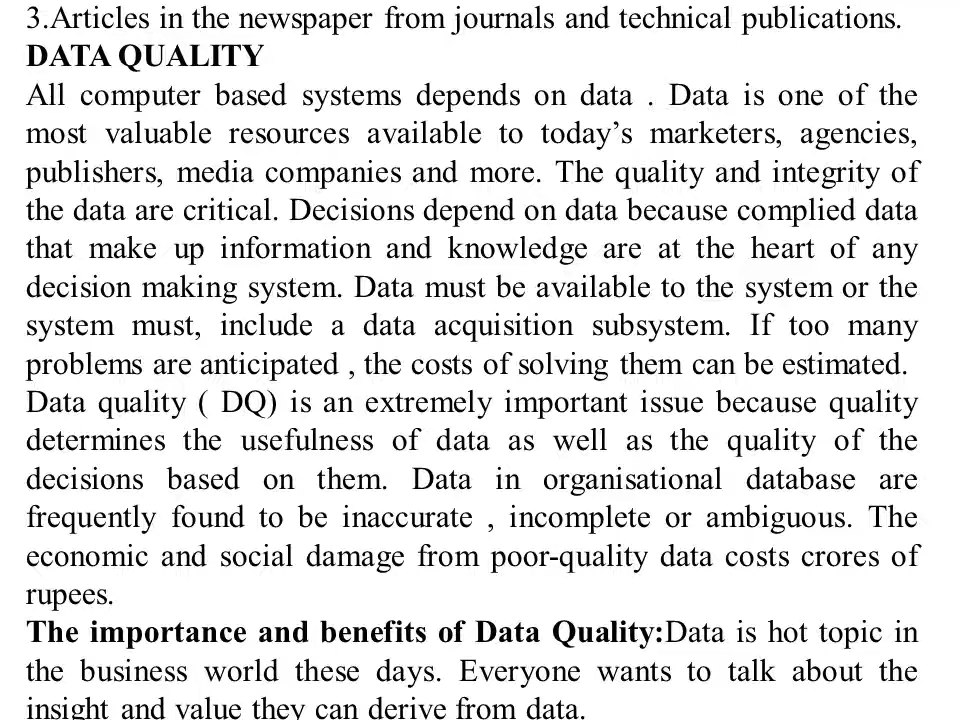 3.Articles in the newspaper from journals and technical publications.
DATA QUALITY
All computer based systems depends on data . Data is one of the
most valuable resources available to today’s marketers, agencies,
publishers, media companies and more. The quality and integrity of
the data are critical. Decisions depend on data because complied data
that make up information and knowledge are at the heart of any
decision making system. Data must be available to the system or the
system must, include a data acquisition subsystem. If too many
problems are anticipated , the costs of solving them can be estimated.
Data quality ( DQ) is an extremely important issue because quality
determines the usefulness of data as well as the quality of the
decisions based on them. Data in organisational database are
frequently found to be inaccurate , incomplete or ambiguous. The
economic and social damage from poor-quality data costs crores of
rupees.
The importance and benefits of Data Quality:Data is hot topic in
the business world these days. Everyone wants to talk about the
insight and value they can derive from data.